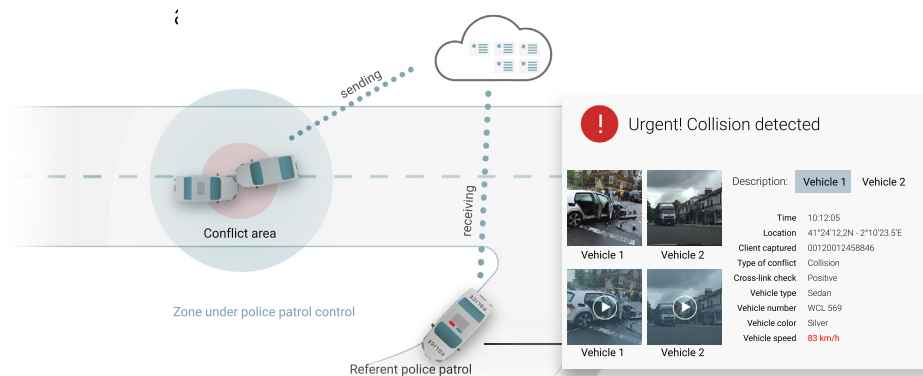 sending
receiving
Conflict area
Zone under police patrol control
POLICE
POLICE
Referent police patrol
! Urgent! Collision detected
Description: Vehicle 1 Vehicle 2
Vehicle 1 Vehicle 2
Vehicle 1 Vehicle 2
Time 10:12:05
Location 41°24'12,2N - 2°10'23.5'E
Client captured 00120012458846
Type of conflict Collision
Cross-link check Positive
Vehicle type Sedan
Vehicle number WCL 569
Vehicle color Silver
Vehicle speed 83 km/h